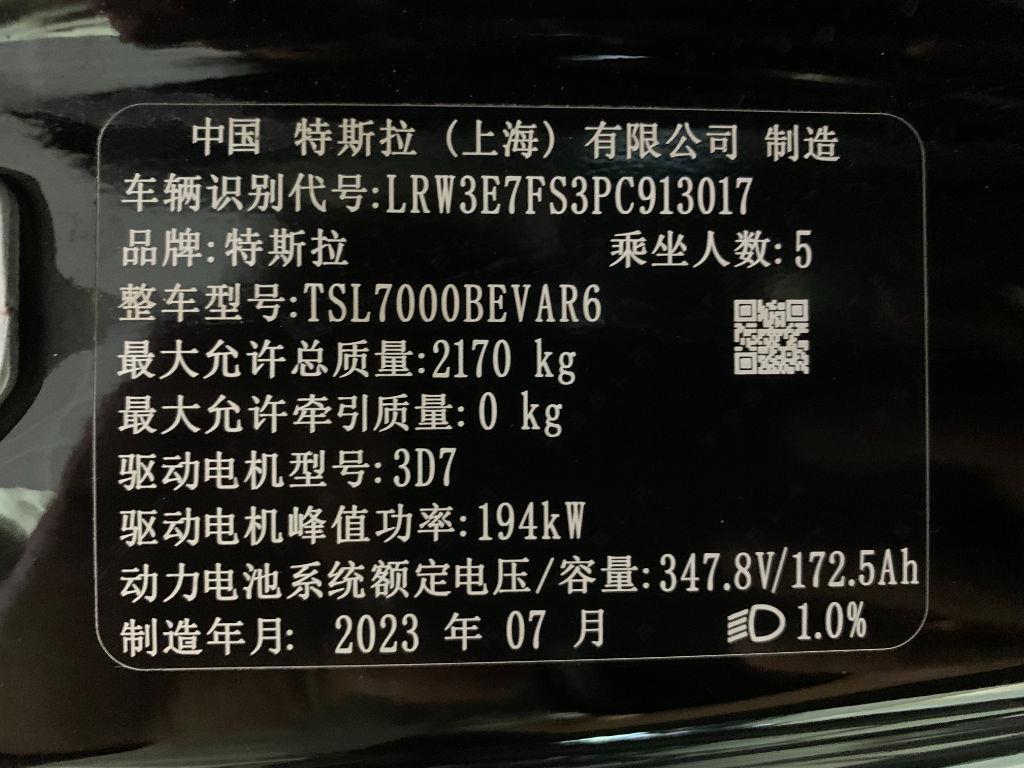 中国 特斯拉 (上海) 有限公司 制造
车辆识别代号:LRW3E7FS3PC913017
品牌:特斯拉 乘坐人数:5
整车型号:TSL7000BEVAR6
最大允许总质量:2170 kg
最大允许牵引质量:0 kg
驱动电机型号:3D7
驱动电机峰值功率:194kW
动力电池系统额定电压/容量:347.8V/172.5Ah
制造年月: 2023 年 07 月 1.0%